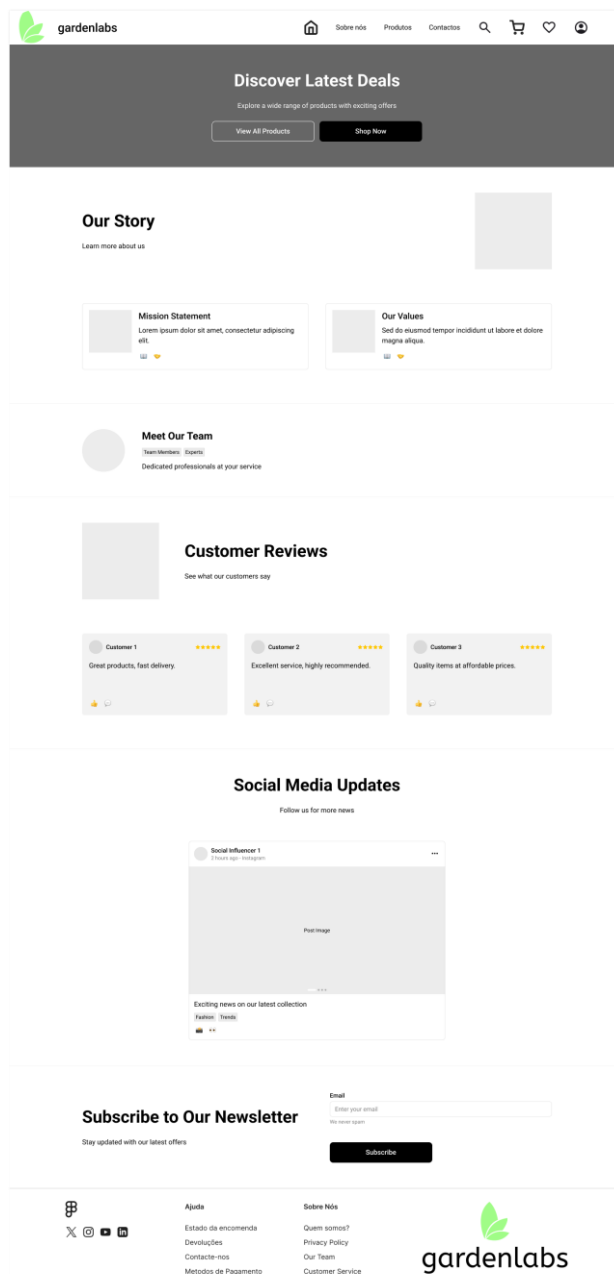 gardenlabs
Sobre nós
Produtos
Contactos
Discover Latest Deals
Explore a wide range of products with exciting offers
View All Products
Shop Now
Our Story
Learn more about us
Mission Statement
Lorem ipsum dolor sit amet, consectetur adipiscing
elit.
Our Values
Sed do eiusmod tempor incididunt ut labore et dolore
magna aliqua.
Meet Our Team
Team Members
Experts
Dedicated professionals at your service
Customer Reviews
See what our customers say
Customer 1
Great products, fast delivery.
Customer 2
Excellent service, highly recommended.
Customer 3
Quality items at affordable prices.
Social Media Updates
Follow us for more news
Social Influencer 1
3 hours ago · Instagram
Post Image
Exciting news on our latest collection
Fashion
Trends
Subscribe to Our Newsletter
Stay updated with our latest offers
Email
Enter your email
We never spam
Subscribe
Ajuda
Estado da encomenda
Devoluções
Contacte-nos
Metodos de Pagamento
Sobre Nós
Quem somos?
Privacy Policy
Our Team
Customer Service
gardenlabs